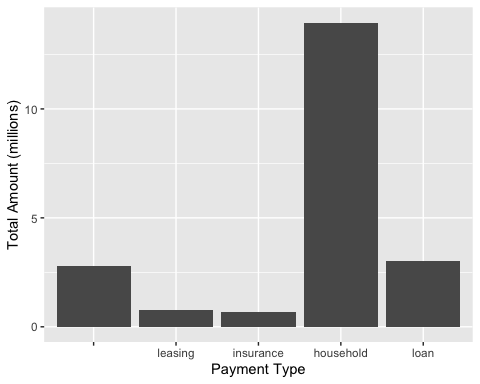 Total Amount (millions)
10
5
0
leasing insurance household loan
Payment Type